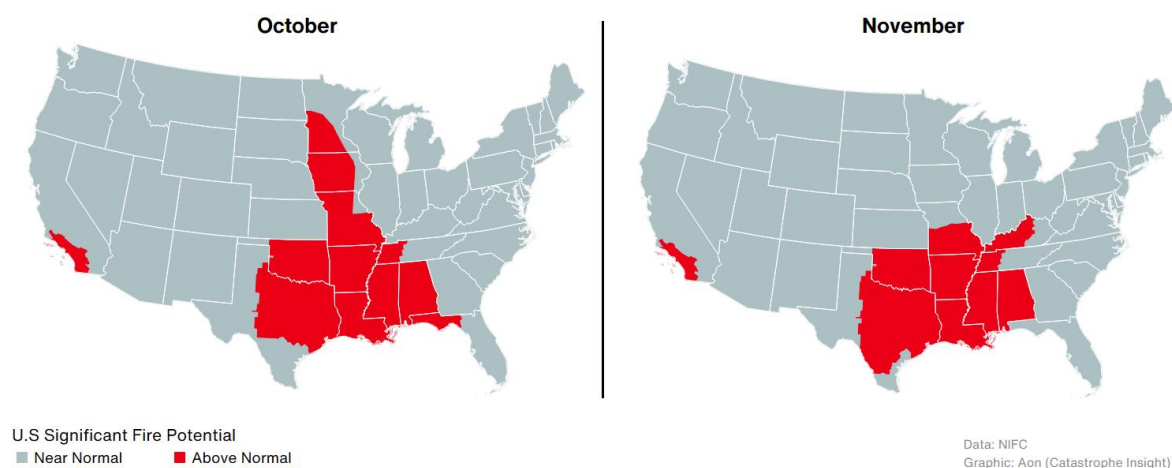 October
November
U.S Significant Fire Potential
Near Normal
Above Normal
Data: NIFC
Graphic: Aon (Catastrophe Insight)